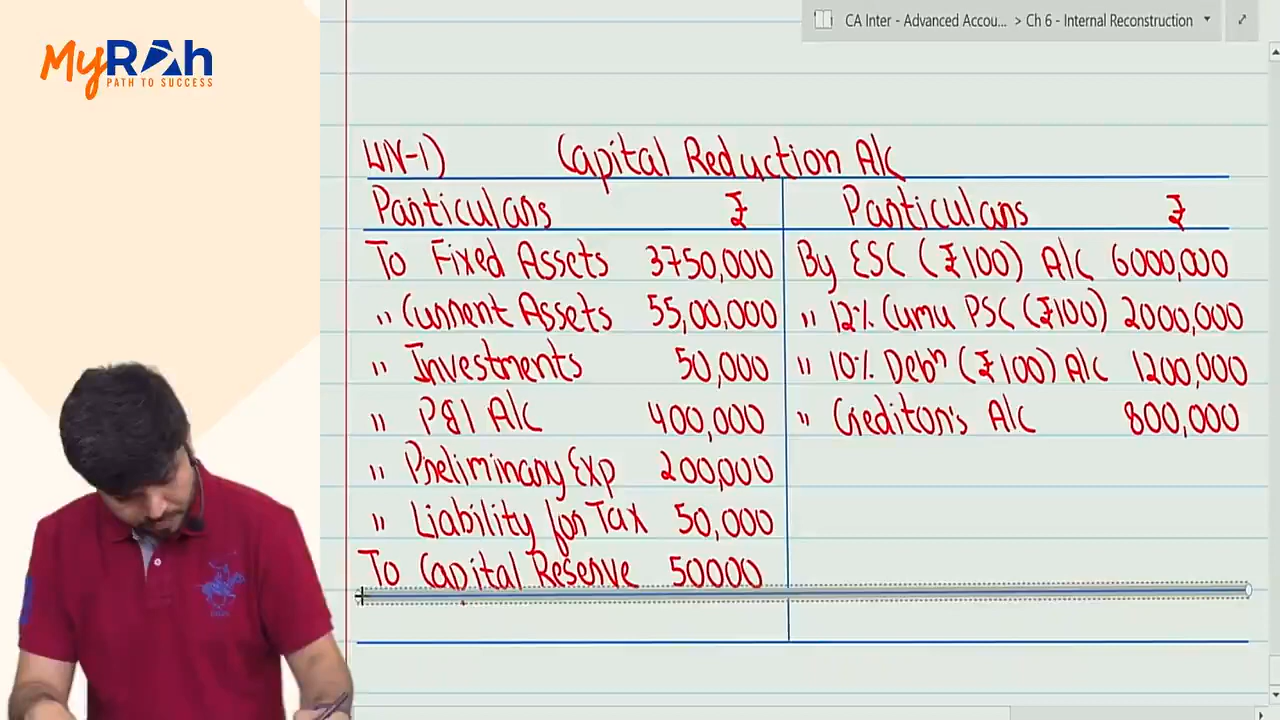 CA Inter - Advanced Accou... > Ch 6 - Internal Reconstruction
MyRAh
PATH TO SUCCESS
WN-1) Capital Reduction A/c
Particulars ₹ Particulars ₹
To Fixed Assets 3750,000 By ESC (₹100) A/c 6000,000
" Current Assets 55,00,000 " 12% Cumu PSC (₹100) 2000,000
" Investments 50,000 " 10% Debⁿ (₹100) A/c 1200,000
" P&l A/c 400,000 " Creditor's A/c 800,000
" Preliminary Exp 200,000
" Liability for Tax 50,000
To Capital Reserve 50000